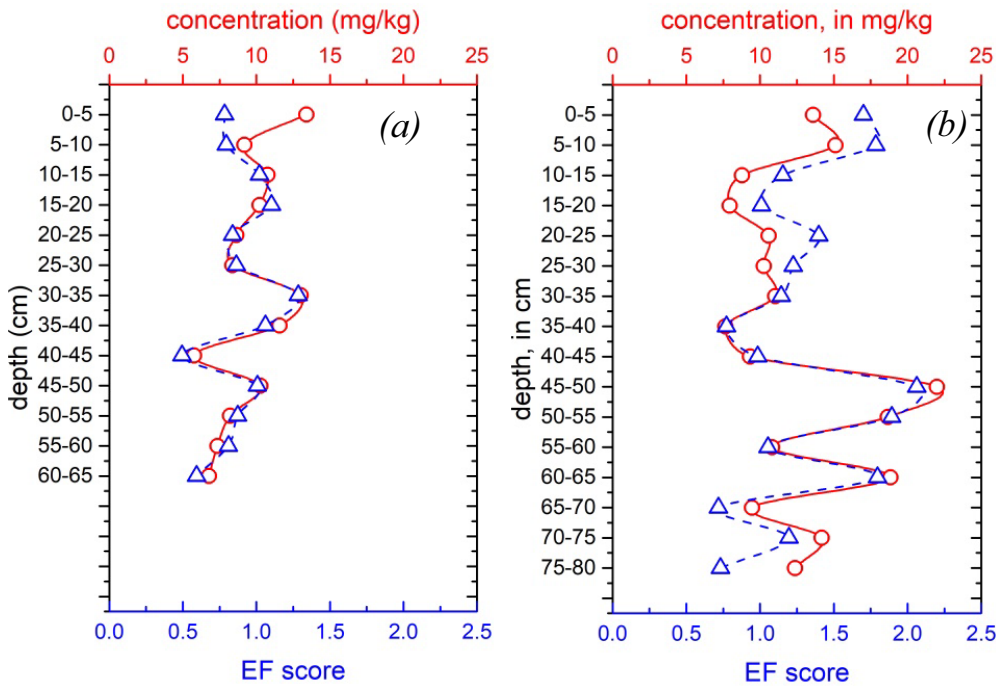 concentration (mg/kg)
0 5 10 15 20 25
(a)
depth (cm)
0-5
5-10
10-15
15-20
20-25
25-30
30-35
35-40
40-45
45-50
50-55
55-60
60-65
0.0 0.5 1.0 1.5 2.0 2.5
EF score
concentration, in mg/kg
0 5 10 15 20 25
(b)
depth, in cm
0-5
5-10
10-15
15-20
20-25
25-30
30-35
35-40
40-45
45-50
50-55
55-60
60-65
65-70
70-75
75-80
0.0 0.5 1.0 1.5 2.0 2.5
EF score